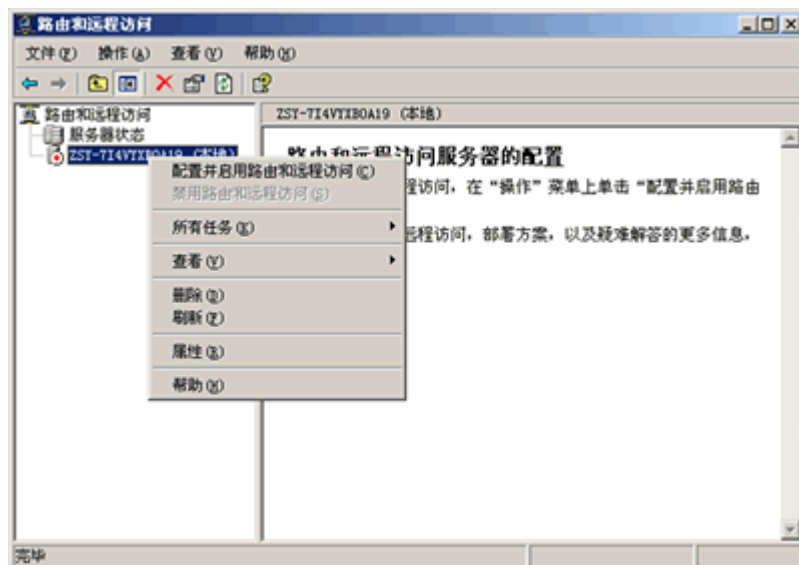 路由和远程访问
文件(F) 操作(A) 查看(V) 帮助(H)
路由和远程访问
服务器状态
ZSY-7I4VYXBOA19 (本地)
ZSY-7I4VYXBOA19 (本地)
路由和远程访问服务器的配置
程访问，在“操作”菜单上单击“配置并启用路由
远程访问，部署方案，以及疑难解答的更多信息，
配置并启用路由和远程访问(C)
禁用路由和远程访问(S)
所有任务(K)
查看(V)
删除(D)
刷新(F)
属性(R)
帮助(H)
完毕